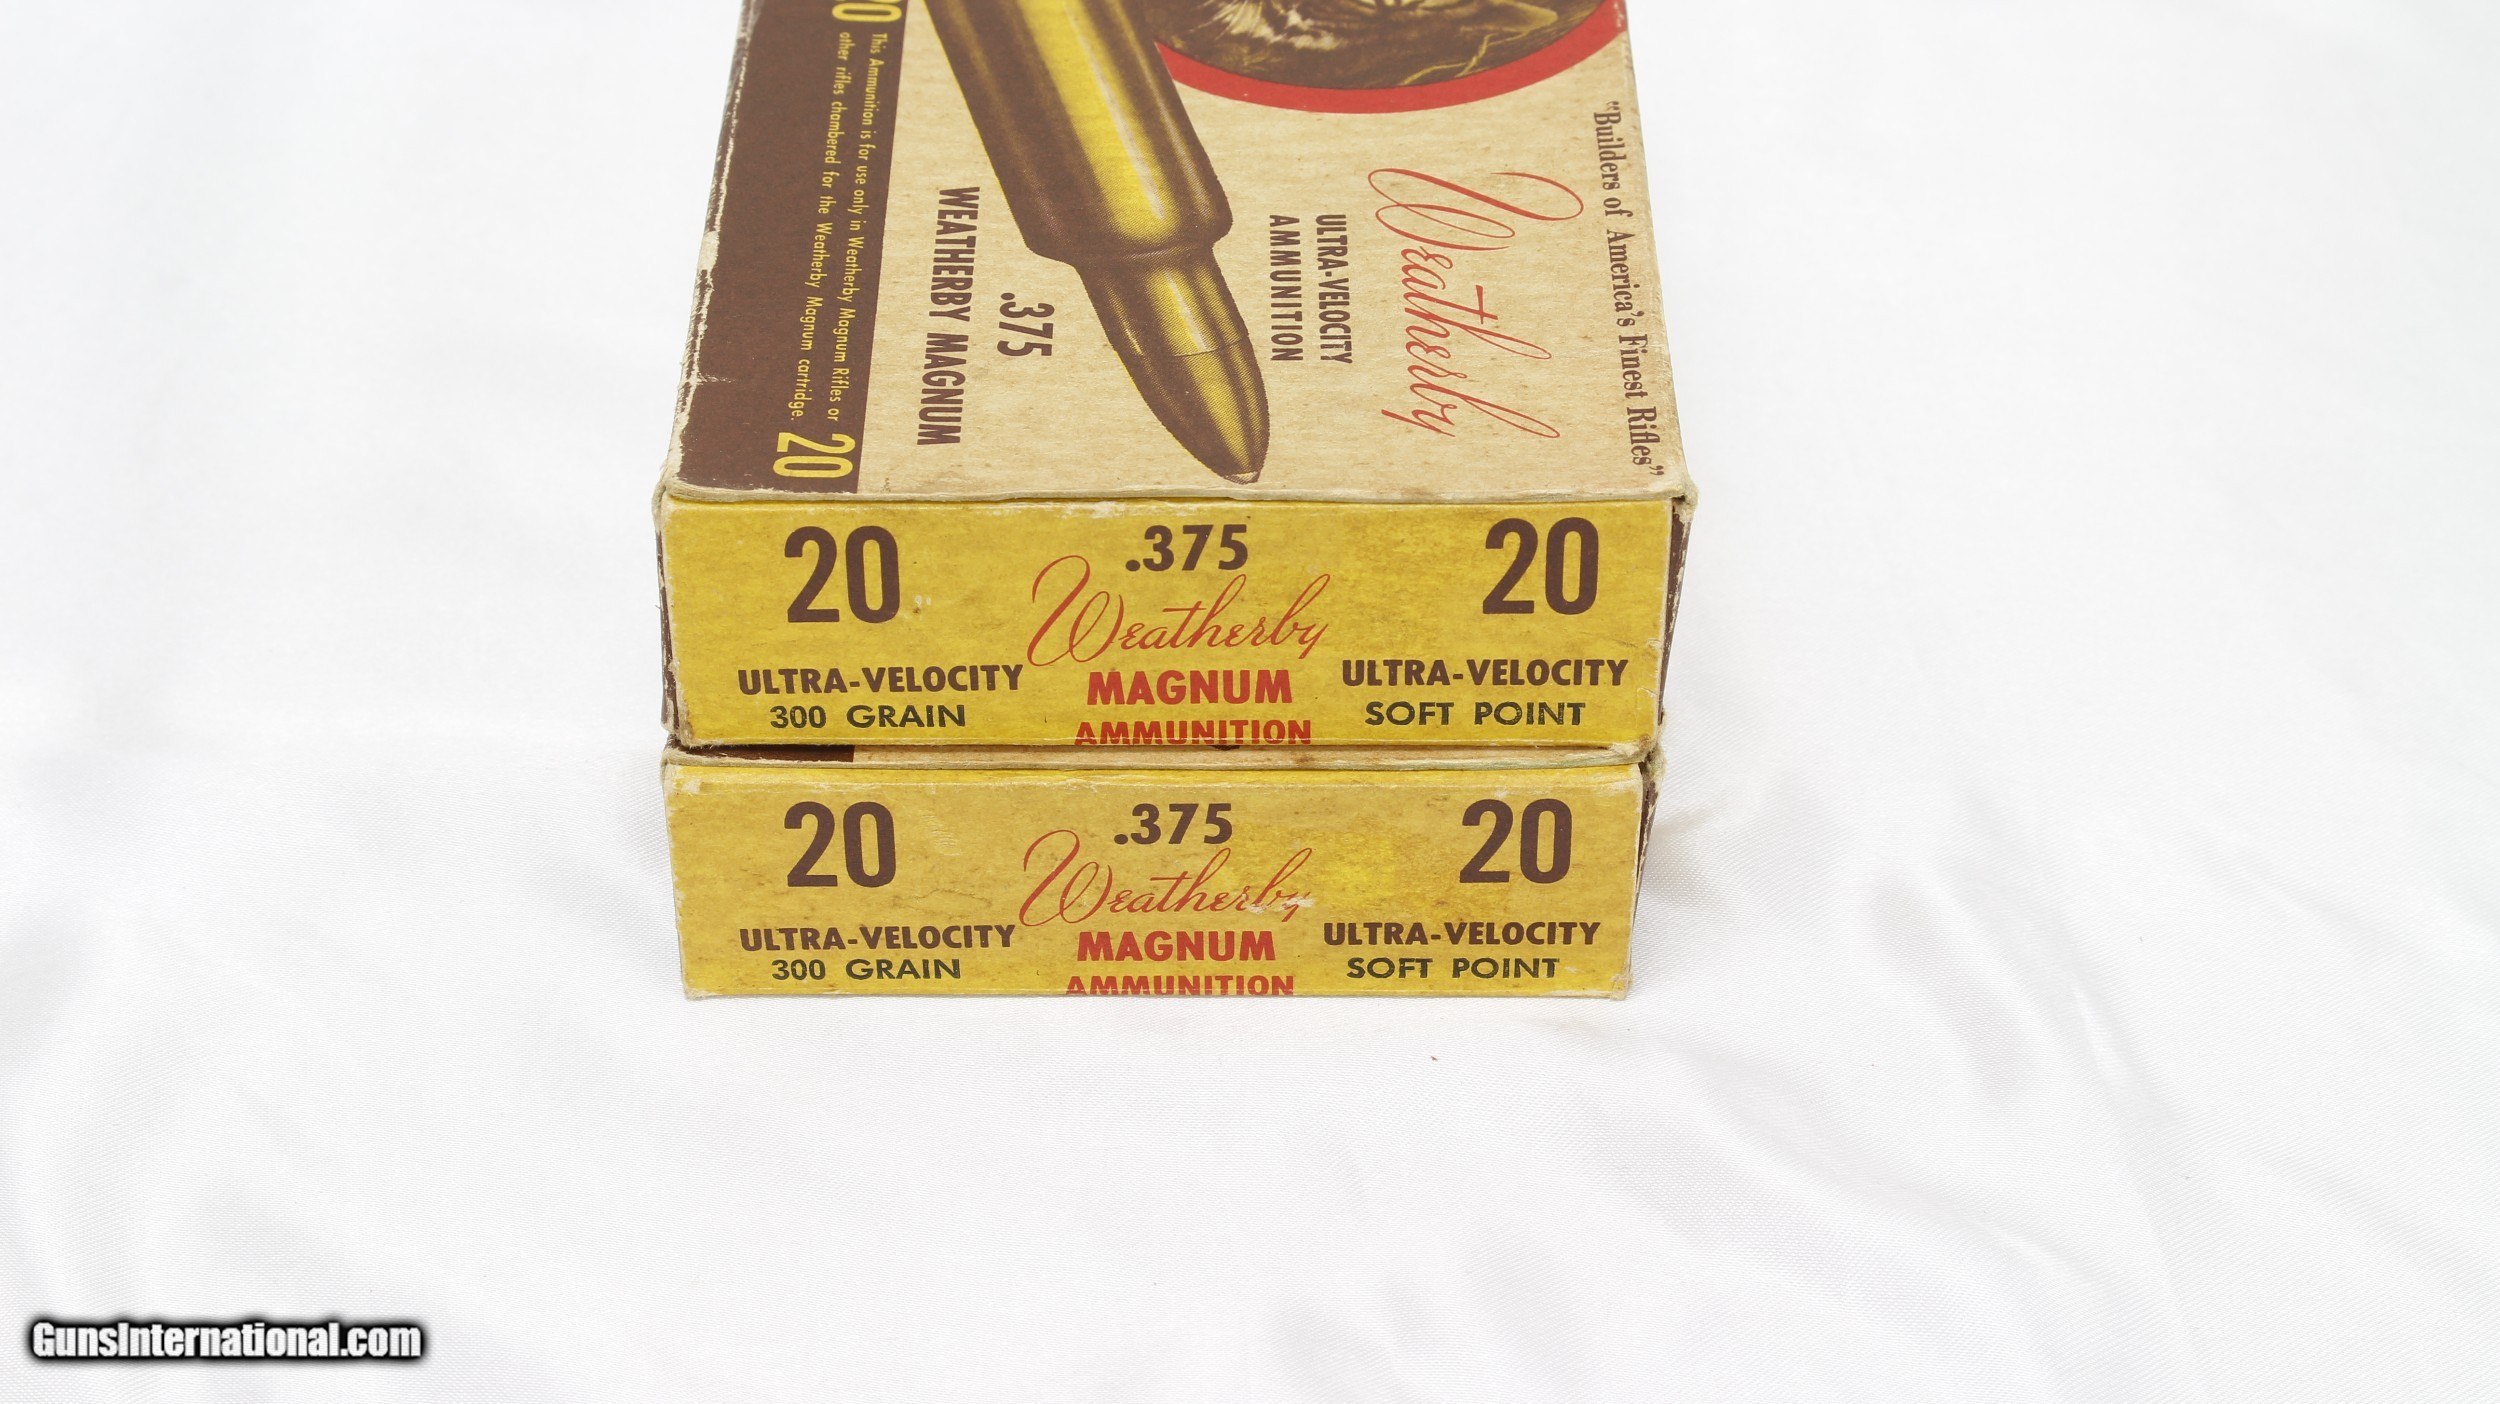 20
This Ammunition is for use only in Weatherby Magnum Rifles or
other rifles chambered for the Weatherby Magnum cartridge.
20
.375
WEATHERBY MAGNUM
"Builders of America's Finest Rifles"
Weatherby
ULTRA-VELOCITY
AMMUNITION
20
ULTRA-VELOCITY
300 GRAIN
.375
Weatherby
MAGNUM
AMMUNITION
20
ULTRA-VELOCITY
SOFT POINT
20
ULTRA-VELOCITY
300 GRAIN
.375
Weatherby
MAGNUM
AMMUNITION
20
ULTRA-VELOCITY
SOFT POINT
GunsInternational.com